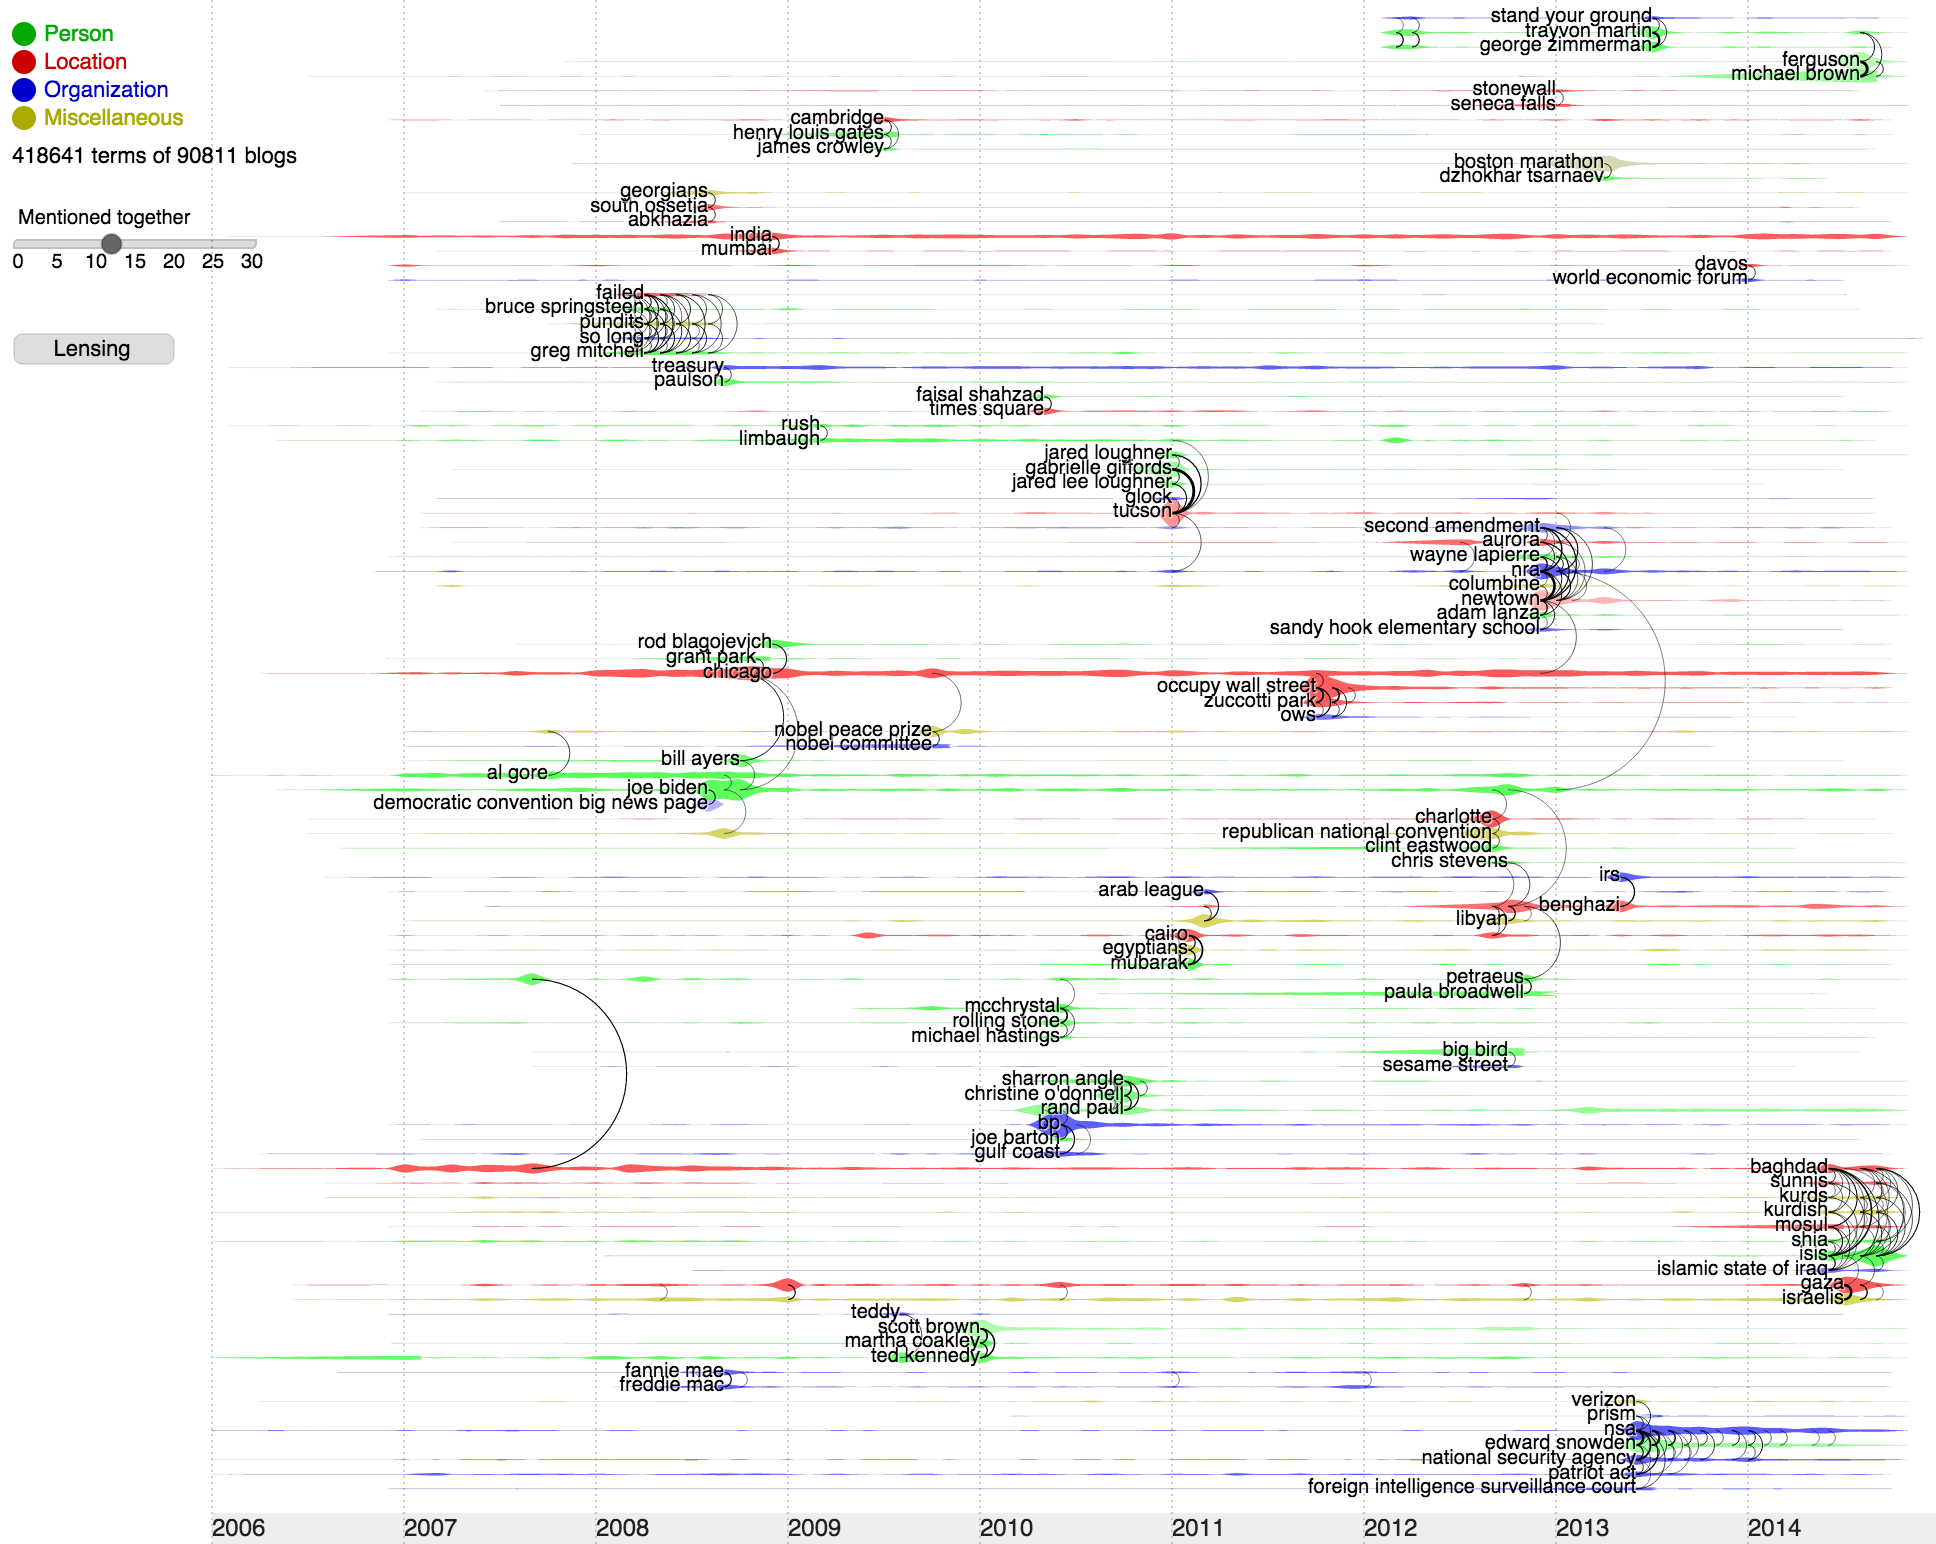 Person
Location
Organization
Miscellaneous
418641 terms of 90811 blogs
Mentioned together
0 5 10 15 20 25 30
Lensing
stand your ground
trayvon martin
george zimmerman
ferguson
michael brown
stonewall
seneca falls
cambridge
henry louis gates
james crowley
boston marathon
dzhokhar tsarnaev
georgians
south ossetia
abkhazia
india
mumbai
davos
world economic forum
failed
bruce springsteen
pundits
so long
greg mitchell
treasury
paulson
faisal shahzad
times square
rush
limbaugh
jared loughner
gabrielle giffords
jared lee loughner
glock
tucson
second amendment
aurora
wayne lapierre
nra
columbine
newtown
adam lanza
sandy hook elementary school
rod blagojevich
grant park
chicago
occupy wall street
zuccotti park
ows
nobel peace prize
nobel committee
bill ayers
al gore
joe biden
democratic convention big news page
charlotte
republican national convention
clint eastwood
chris stevens
irs
arab league
benghazi
libyan
cairo
egyptians
mubarak
petraeus
paula broadwell
mcchrystal
rolling stone
michael hastings
big bird
sesame street
sharron angle
christine o'donnell
rand paul
bp
joe barton
gulf coast
baghdad
sunnis
kurds
kurdish
mosul
shia
isis
islamic state of iraq
gaza
israelis
teddy
scott brown
martha coakley
ted kennedy
fannie mae
freddie mac
verizon
prism
nsa
edward snowden
national security agency
patriot act
foreign intelligence surveillance court
2006 2007 2008 2009 2010 2011 2012 2013 2014